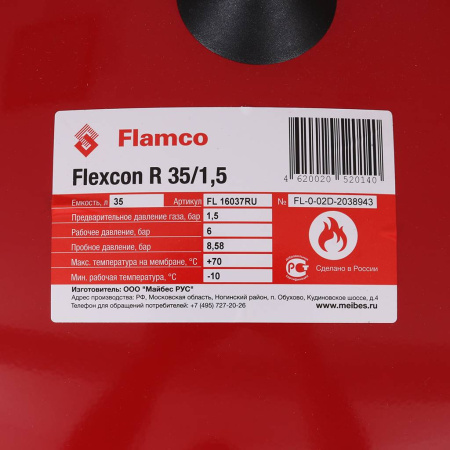 Flamco
Flexcon R 35/1,5
4 620020 520140
Емкость, л 35 Артикул FL 16037RU № FL-0-02D-2038943
Предварительное давление газа, бар 1,5
Рабочее давление, бар 6
Пробное давление, бар 8,58
Макс. температура на мембране, °C +70
Мин. рабочая температура, °C -10
Сделано в России
Изготовитель: ООО "Майбес РУС"
Адрес производства: РФ, Московская область, Ногинский район, п. Обухово, Кудиновское шоссе, д.4
Телефон для обращений потребителей: +7 (495) 727-20-26
www.meibes.ru